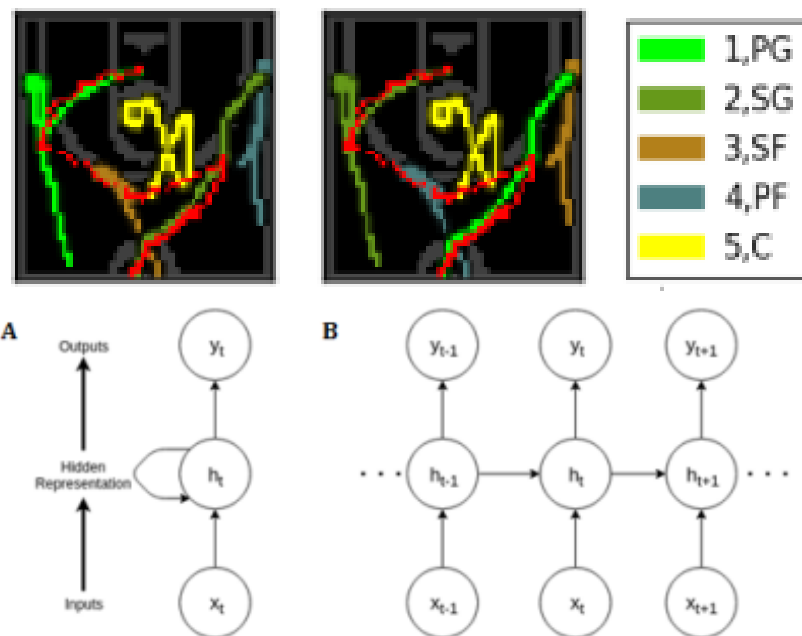 1,PG
2,SG
3,SF
4,PF
5,C
A
B
Outputs
Hidden
Representation
Inputs
yₜ
hₜ
xₜ
yₜ₋₁
yₜ
yₜ₊₁
. . .
hₜ₋₁
hₜ
hₜ₊₁
. . .
xₜ₋₁
xₜ
xₜ₊₁